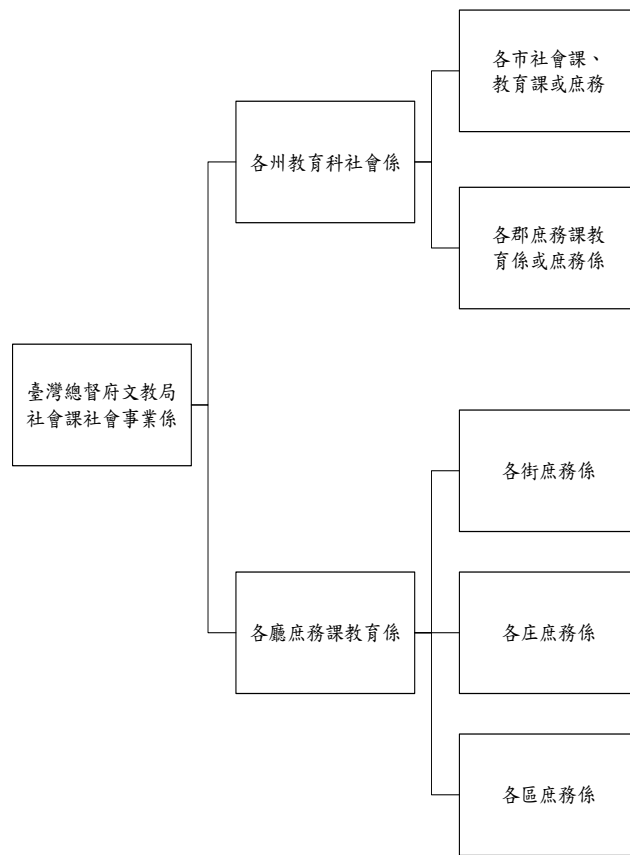 臺灣總督府文教局
社會課社會事業係
各州教育科社會係
各市社會課、
教育課或庶務
各郡庶務課教
育係或庶務係
各廳庶務課教育係
各街庶務係
各庄庶務係
各區庶務係